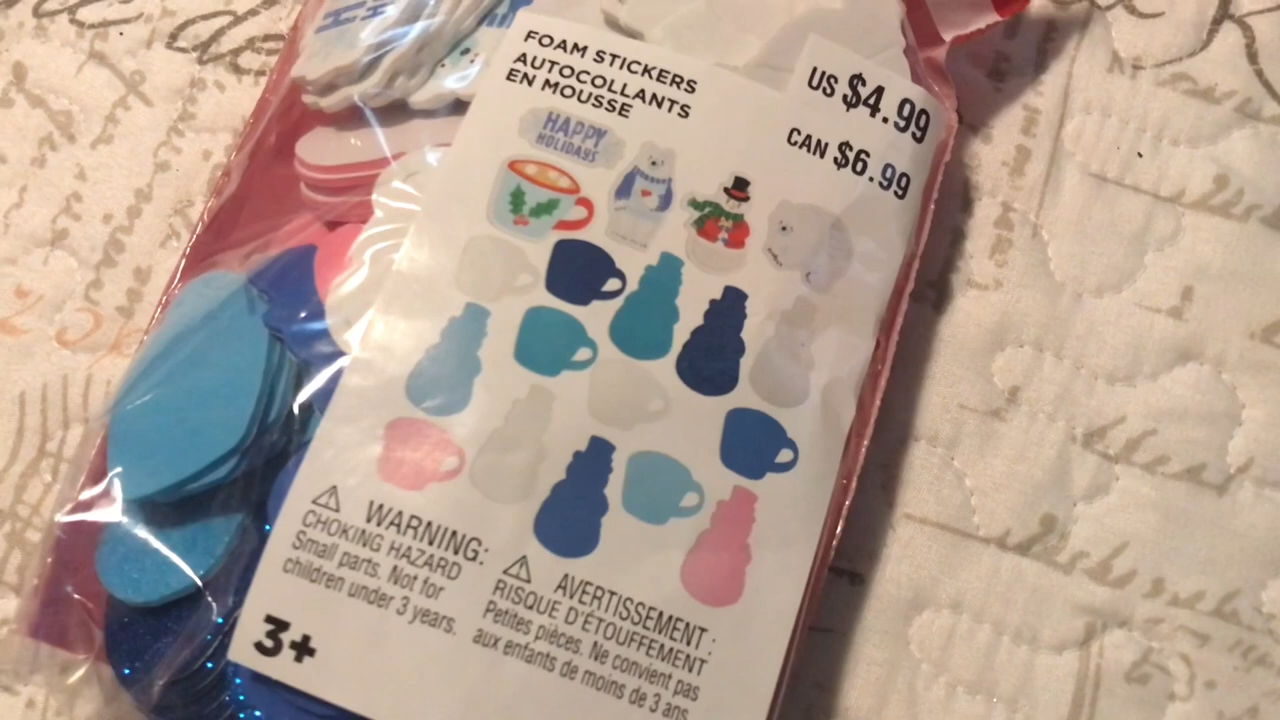 FOAM STICKERS
AUTOCOLLANTS
EN MOUSSE
US $4.99
CAN $6.99
HAPPY
HOLIDAYS
⚠ WARNING:
CHOKING HAZARD
Small parts. Not for
children under 3 years.
⚠ AVERTISSEMENT :
RISQUE D'ÉTOUFFEMENT
Petites pièces. Ne convient pas
aux enfants de moins de 3 ans.
3+